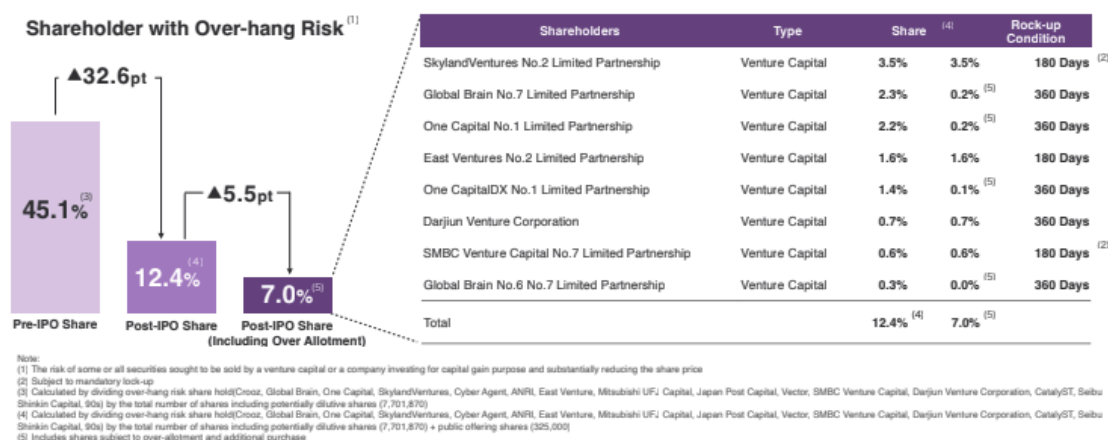 Shareholder with Over-hang Risk (1)
▲32.6pt
45.1% (3)
▲5.5pt
12.4% (4)
7.0% (5)
Pre-IPO Share
Post-IPO Share
Post-IPO Share
(Including Over Allotment)
Shareholders Type Share (4) Rock-up Condition
SkylandVentures No.2 Limited Partnership Venture Capital 3.5% 3.5% 180 Days (2)
Global Brain No.7 Limited Partnership Venture Capital 2.3% 0.2% (5) 360 Days
One Capital No.1 Limited Partnership Venture Capital 2.2% 0.2% (5) 360 Days
East Ventures No.2 Limited Partnership Venture Capital 1.6% 1.6% 180 Days
One CapitalDX No.1 Limited Partnership Venture Capital 1.4% 0.1% (5) 360 Days
Darjiun Venture Corporation Venture Capital 0.7% 0.7% 360 Days
SMBC Venture Capital No.7 Limited Partnership Venture Capital 0.6% 0.6% 180 Days (2)
Global Brain No.6 No.7 Limited Partnership Venture Capital 0.3% 0.0% (5) 360 Days
Total 12.4% (4) 7.0% (5)
Note:
(1) The risk of some or all securities sought to be sold by a venture capital or a company investing for capital gain purpose and substantially reducing the share price
(2) Subject to mandatory lock-up
(3) Calculated by dividing over-hang risk share hold(Crooz, Global Brain, One Capital, SkylandVentures, Cyber Agent, ANRI, East Venture, Mitsubishi UFJ Capital, Japan Post Capital, Vector, SMBC Venture Capital, Darjiun Venture Corporation, CatalyST, Seibu
Shinkin Capital, 90s) by the total number of shares including potentially dilutive shares (7,701,870)
(4) Calculated by dividing over-hang risk share hold(Crooz, Global Brain, One Capital, SkylandVentures, Cyber Agent, ANRI, East Venture, Mitsubishi UFJ Capital, Japan Post Capital, Vector, SMBC Venture Capital, Darjiun Venture Corporation, CatalyST, Seibu
Shinkin Capital, 90s) by the total number of shares including potentially dilutive shares (7,701,870) + public offering shares (325,000)
(5) Includes shares subject to over-allotment and additional purchase